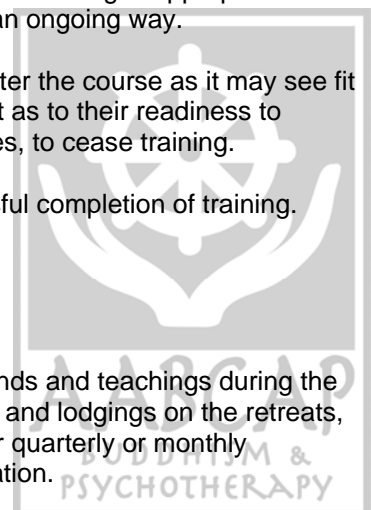 an ongoing way.
ter the course as it may see fit
t as to their readiness to
es, to cease training.
ful completion of training.
nds and teachings during the
and lodgings on the retreats,
r quarterly or monthly
ation.
AABCAP
BUDDHISM &
PSYCHOTHERAPY